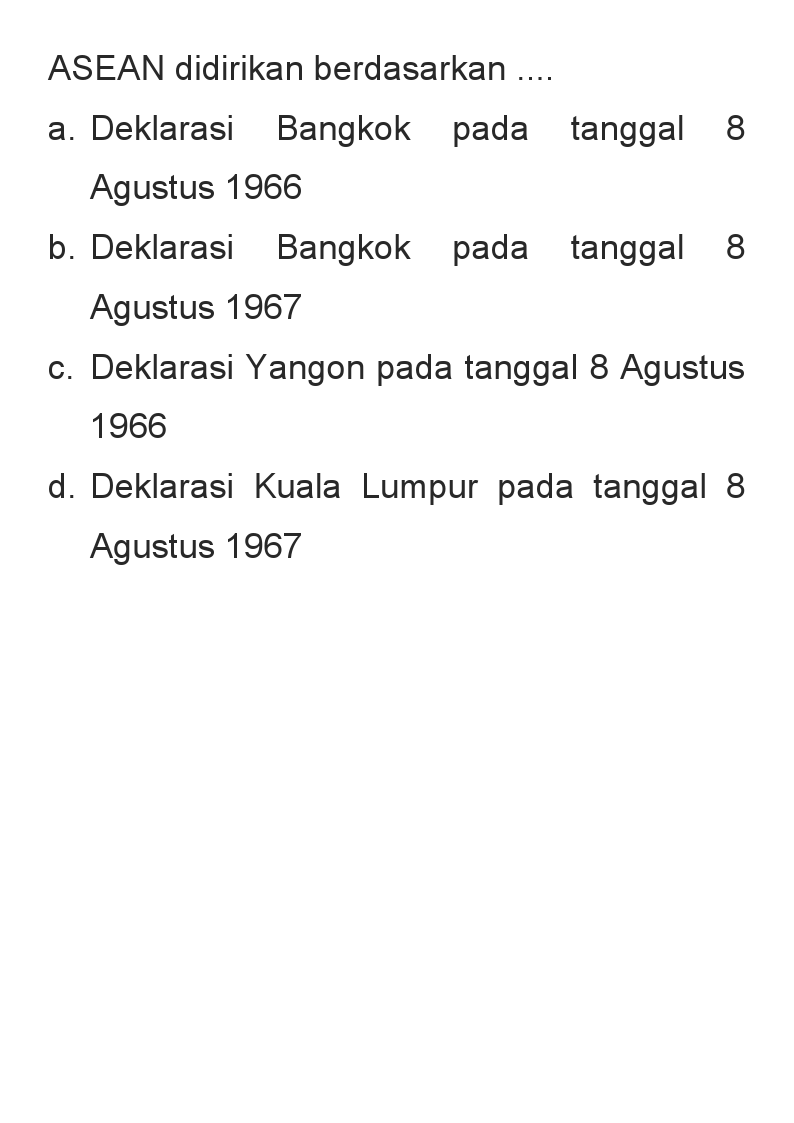 ASEAN didirikan berdasarkan ....
a. Deklarasi Bangkok pada tanggal 8
Agustus 1966
b. Deklarasi Bangkok pada tanggal 8
Agustus 1967
c. Deklarasi Yangon pada tanggal 8 Agustus
1966
d. Deklarasi Kuala Lumpur pada tanggal 8
Agustus 1967